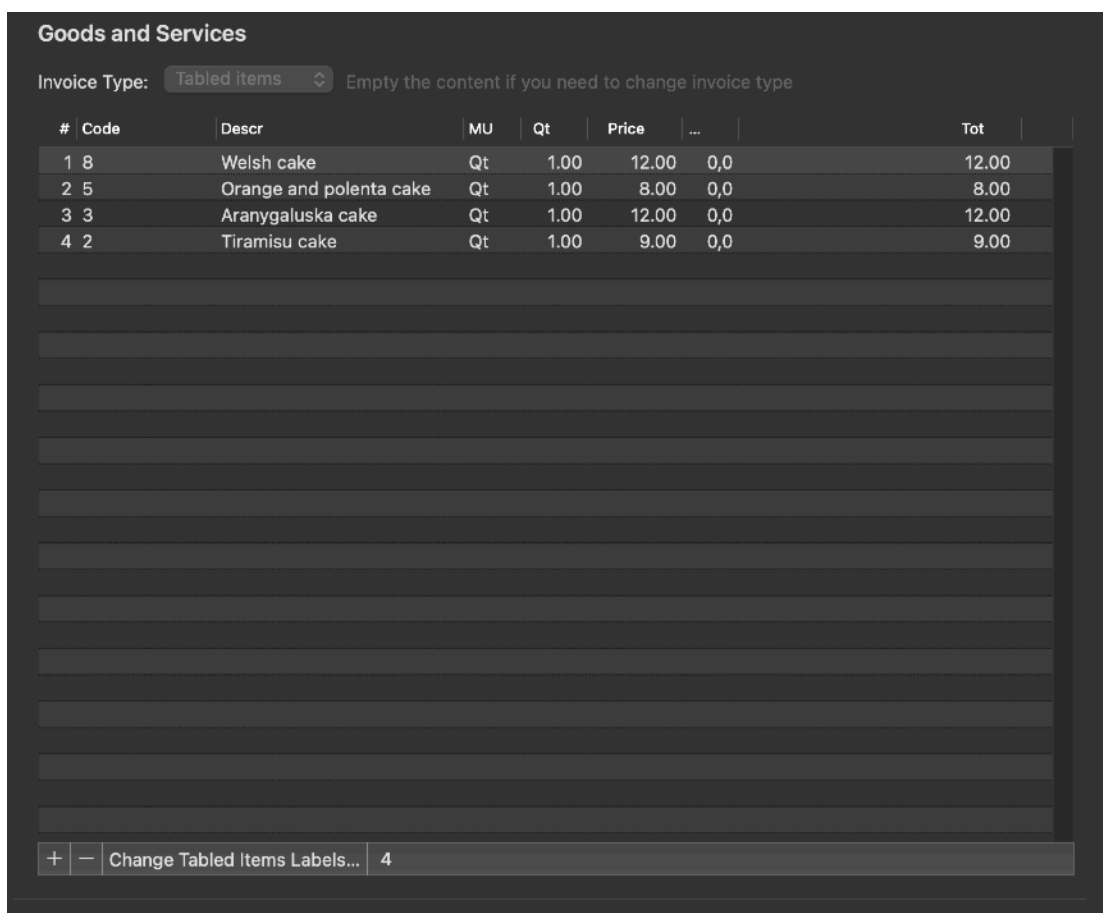 Goods and Services
Invoice Type: Tabled items Empty the content if you need to change invoice type
# Code Descr MU Qt Price ... Tot
1 8 Welsh cake Qt 1.00 12.00 0,0 12.00
2 5 Orange and polenta cake Qt 1.00 8.00 0,0 8.00
3 3 Aranygaluska cake Qt 1.00 12.00 0,0 12.00
4 2 Tiramisu cake Qt 1.00 9.00 0,0 9.00
+ − Change Tabled Items Labels... 4